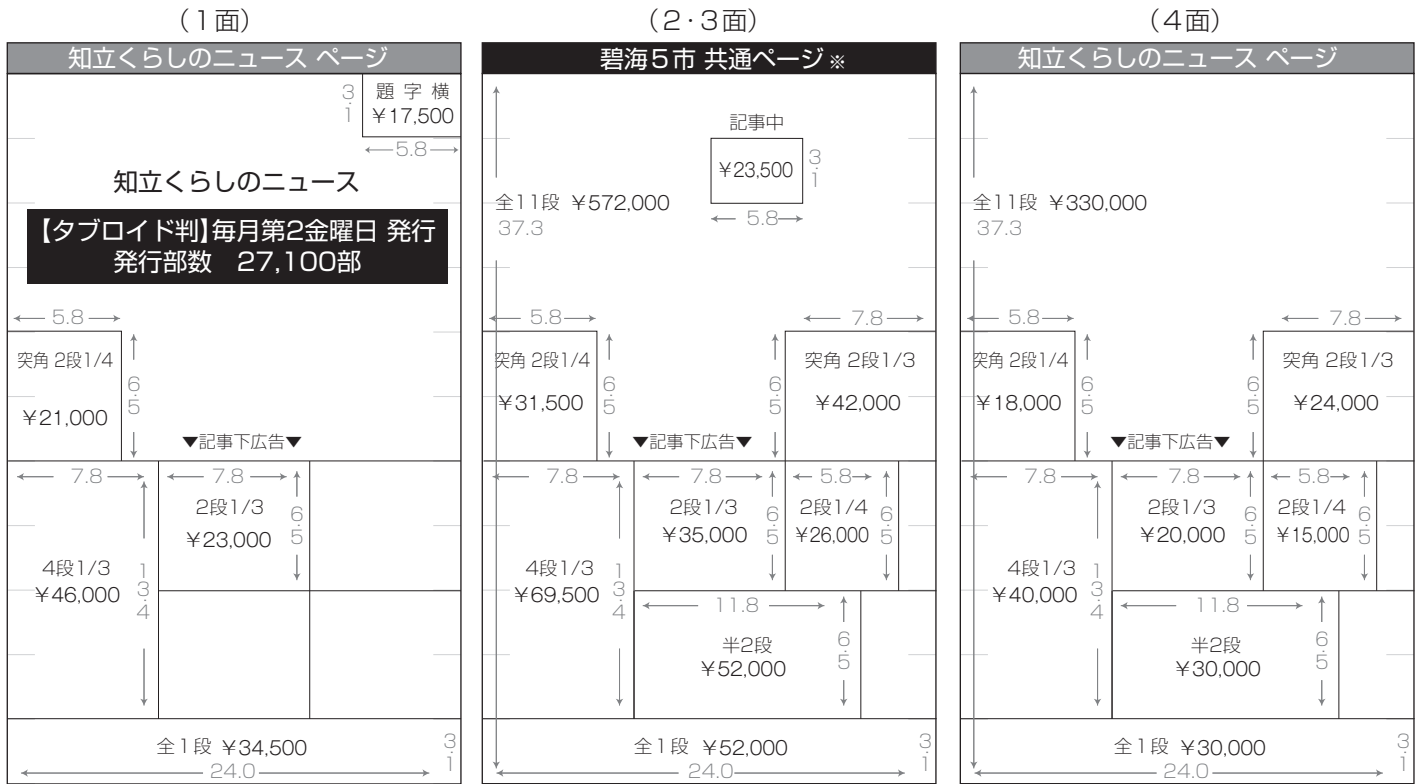 （1面）
知立くらしのニュース ページ
題 字 横
¥17,500
3.1
5.8
知立くらしのニュース
【タブロイド判】毎月第2金曜日 発行
発行部数　27,100部
5.8
突角 2段1/4
¥21,000
6.5
▼記事下広告▼
7.8
4段1/3
¥46,000
13.4
7.8
2段1/3
¥23,000
6.5
全1段 ¥34,500
24.0
3.1
（2・3面）
碧海5市 共通ページ※
記事中
¥23,500
3.1
5.8
全11段 ¥572,000
37.3
5.8
突角 2段1/4
¥31,500
6.5
7.8
突角 2段1/3
¥42,000
6.5
▼記事下広告▼
7.8
4段1/3
¥69,500
13.4
7.8
2段1/3
¥35,000
6.5
5.8
2段1/4
¥26,000
6.5
11.8
半2段
¥52,000
6.5
全1段 ¥52,000
24.0
3.1
（4面）
知立くらしのニュース ページ
全11段 ¥330,000
37.3
5.8
突角 2段1/4
¥18,000
6.5
7.8
突角 2段1/3
¥24,000
6.5
▼記事下広告▼
7.8
4段1/3
¥40,000
13.4
7.8
2段1/3
¥20,000
6.5
5.8
2段1/4
¥15,000
6.5
11.8
半2段
¥30,000
6.5
全1段 ¥30,000
24.0
3.1